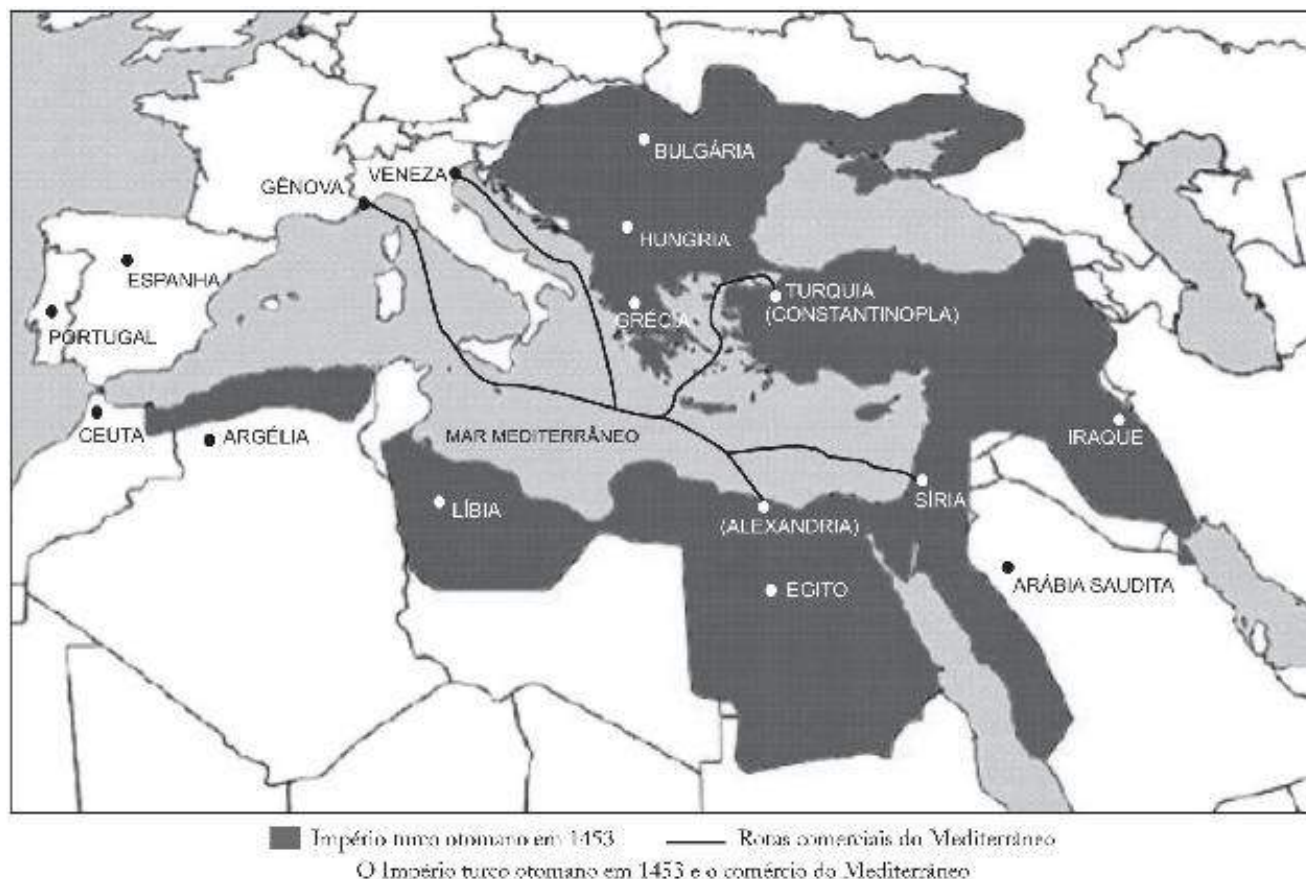 BULGÁRIA
VENEZA
GÊNOVA
HUNGRIA
ESPANHA
TURQUIA
(CONSTANTINOPLA)
GRÉCIA
PORTUGAL
CEUTA
ARGÉLIA
MAR MEDITERRÂNEO
IRAQUE
SÍRIA
LÍBIA
(ALEXANDRIA)
ARÁBIA SAUDITA
EGITO
Império turco otomano em 1453
Rotas comerciais do Mediterrâneo
O Império turco otomano em 1453 e o comércio do Mediterrâneo